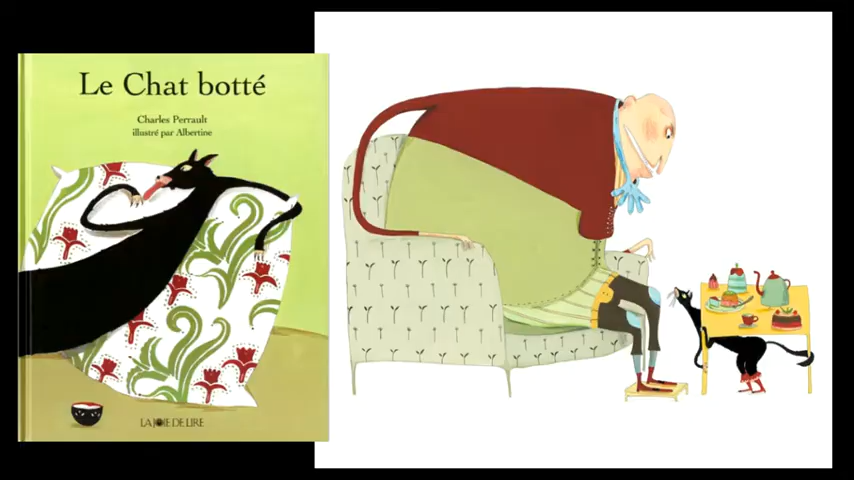 Le Chat botté
Charles Perrault
illustré par Albertine
LA JOIE DE LIRE